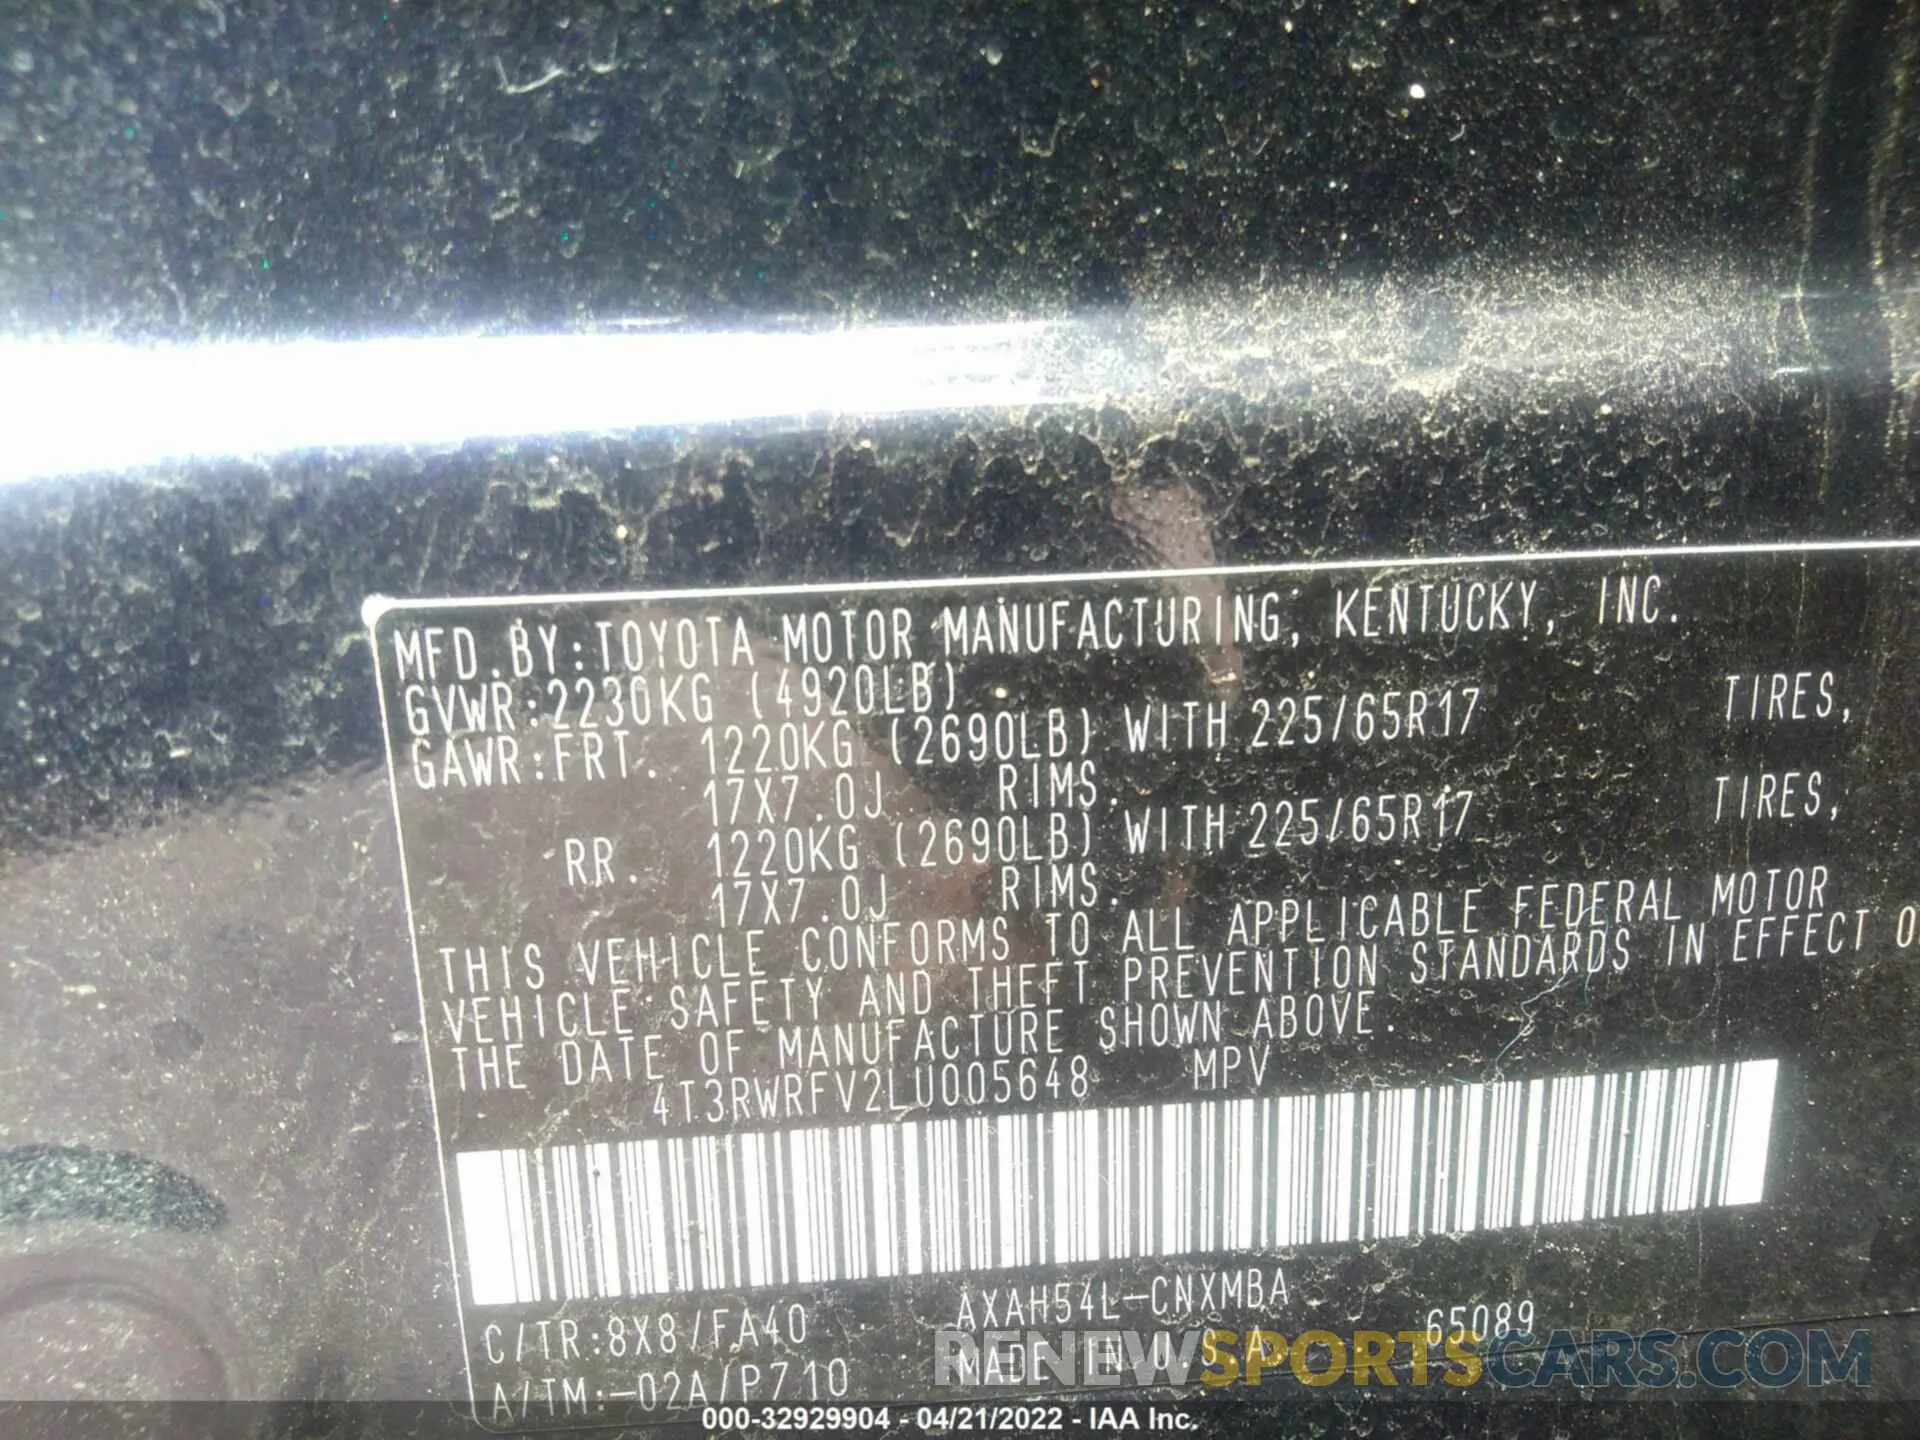 MFD.BY:TOYOTA MOTOR MANUFACTURING, KENTUCKY, INC.
GVWR:2230KG (4920LB)
GAWR:FRT. 1220KG (2690LB) WITH 225/65R17 TIRES,
17X7.0J RIMS.
RR. 1220KG (2690LB) WITH 225/65R17 TIRES,
17X7.0J RIMS.
THIS VEHICLE CONFORMS TO ALL APPLICABLE FEDERAL MOTOR
VEHICLE SAFETY AND THEFT PREVENTION STANDARDS IN EFFECT
THE DATE OF MANUFACTURE SHOWN ABOVE.
4T3RWRFV2LU005648 MPV
C/TR:8X8/FA40 AXAH54L-CNXMBA
A/TM:-02A/P710 MADE IN U.S.A. 65089
RENEWSPORTSCARS.COM
000-32929904 - 04/21/2022 - IAA Inc.